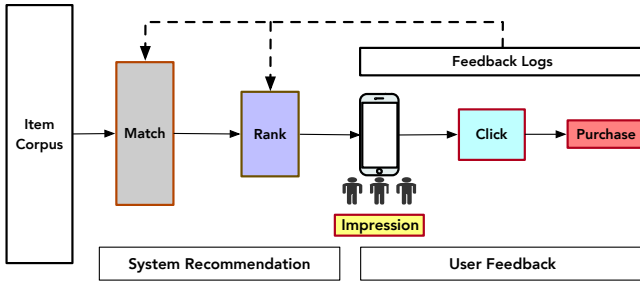 Feedback Logs
Item
Corpus
Match
Rank
Click
Purchase
Impression
System Recommendation
User Feedback